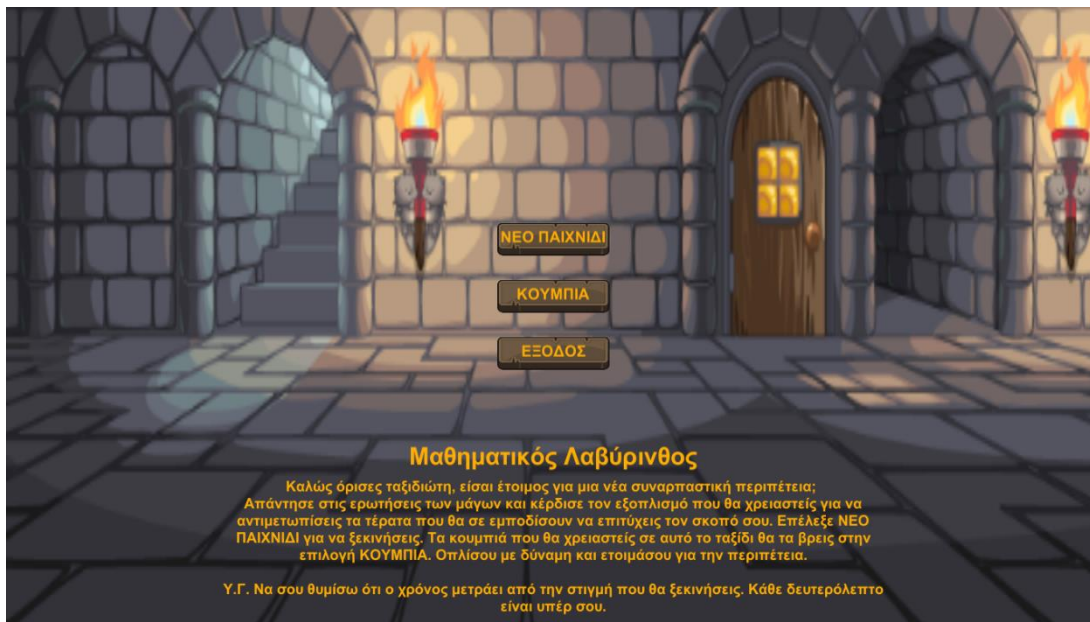 ΝΕΟ ΠΑΙΧΝΙΔΙ
ΚΟΥΜΠΙΑ
ΕΞΟΔΟΣ
Μαθηματικός Λαβύρινθος
Καλώς όρισες ταξιδιώτη, είσαι έτοιμος για μια νέα συναρπαστική περιπέτεια;
Απάντησε στις ερωτήσεις των μάγων και κέρδισε τον εξοπλισμό που θα χρειαστείς για να
αντιμετωπίσεις τα τέρατα που θα σε εμποδίσουν να επιτύχεις τον σκοπό σου. Επέλεξε ΝΕΟ
ΠΑΙΧΝΙΔΙ για να ξεκινήσεις. Τα κουμπιά που θα χρειαστείς σε αυτό το ταξίδι θα τα βρεις στην
επιλογή ΚΟΥΜΠΙΑ. Οπλίσου με δύναμη και ετοιμάσου για την περιπέτεια.
Υ.Γ. Να σου θυμίσω ότι ο χρόνος μετράει από την στιγμή που θα ξεκινήσεις. Κάθε δευτερόλεπτο
είναι υπέρ σου.